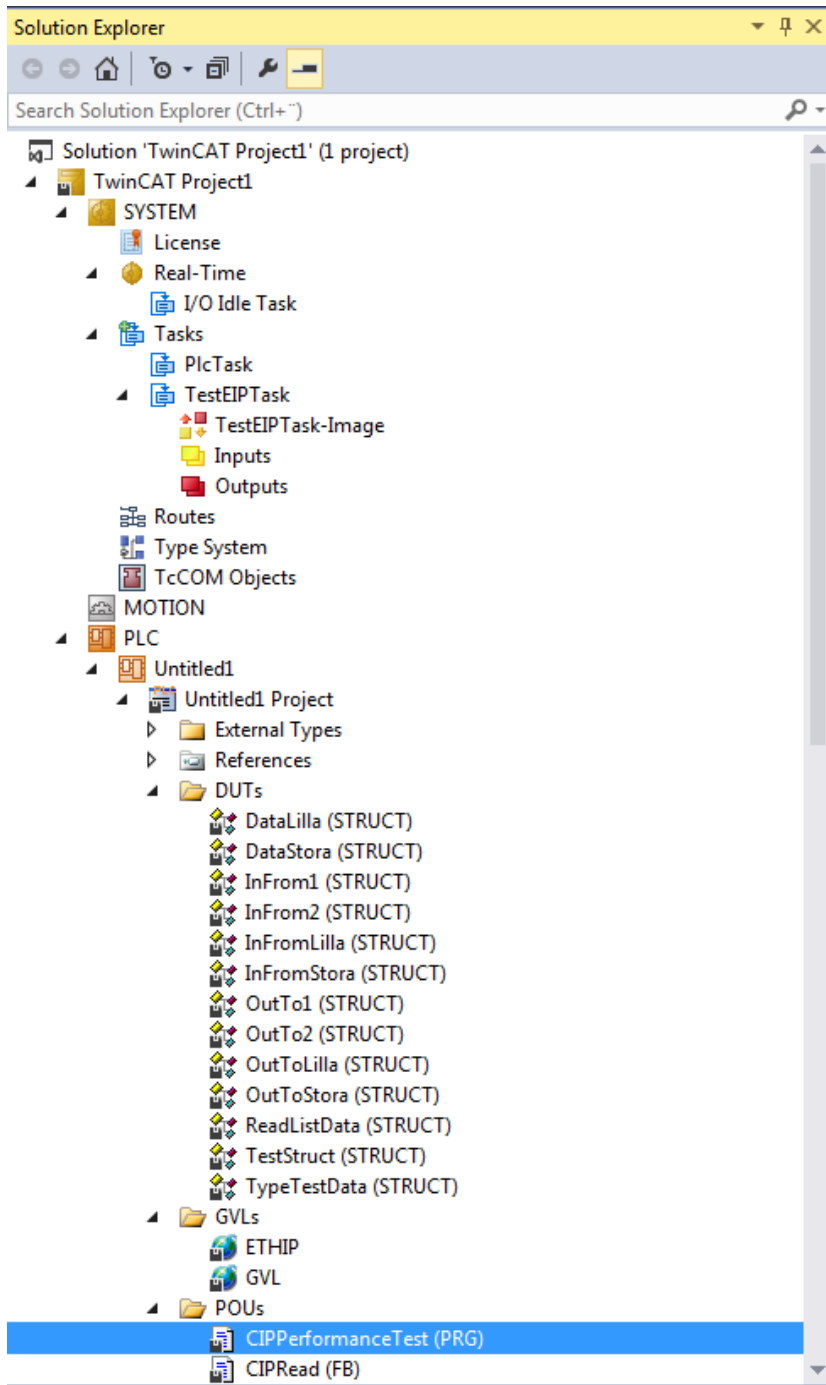 Solution Explorer
Search Solution Explorer (Ctrl+¨)
Solution 'TwinCAT Project1' (1 project)
TwinCAT Project1
SYSTEM
License
Real-Time
I/O Idle Task
Tasks
PlcTask
TestEIPTask
TestEIPTask-Image
Inputs
Outputs
Routes
Type System
TcCOM Objects
MOTION
PLC
Untitled1
Untitled1 Project
External Types
References
DUTs
DataLilla (STRUCT)
DataStora (STRUCT)
InFrom1 (STRUCT)
InFrom2 (STRUCT)
InFromLilla (STRUCT)
InFromStora (STRUCT)
OutTo1 (STRUCT)
OutTo2 (STRUCT)
OutToLilla (STRUCT)
OutToStora (STRUCT)
ReadListData (STRUCT)
TestStruct (STRUCT)
TypeTestData (STRUCT)
GVLs
ETHIP
GVL
POUs
CIPPerformanceTest (PRG)
CIPRead (FB)